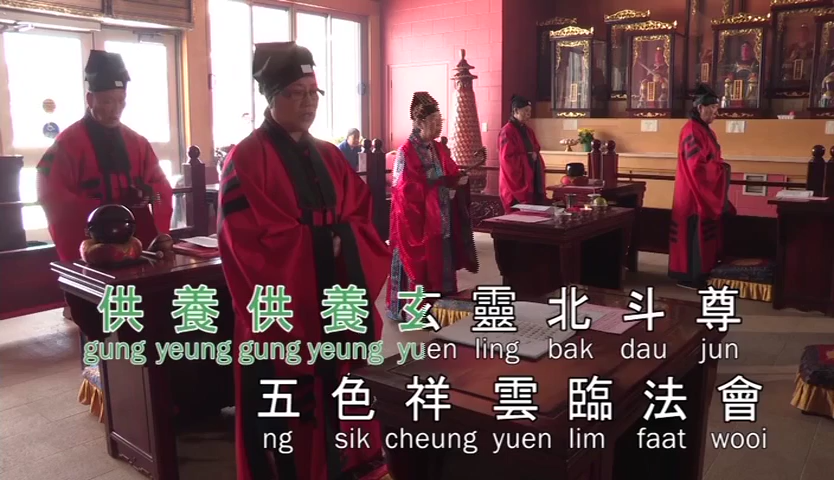 供養供養玄靈北斗尊
gung yeung gung yeung yuen ling bak dau jun
五色祥雲臨法會
ng sik cheung yuen lim faat wooi